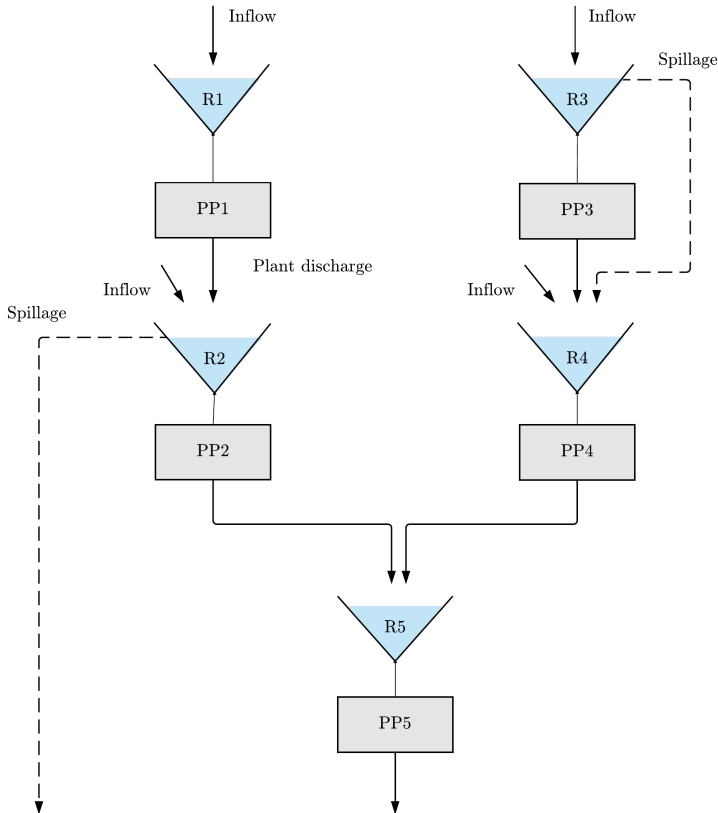 Inflow
Inflow
Spillage
R1
R3
PP1
PP3
Plant discharge
Inflow
Inflow
Spillage
R2
R4
PP2
PP4
R5
PP5